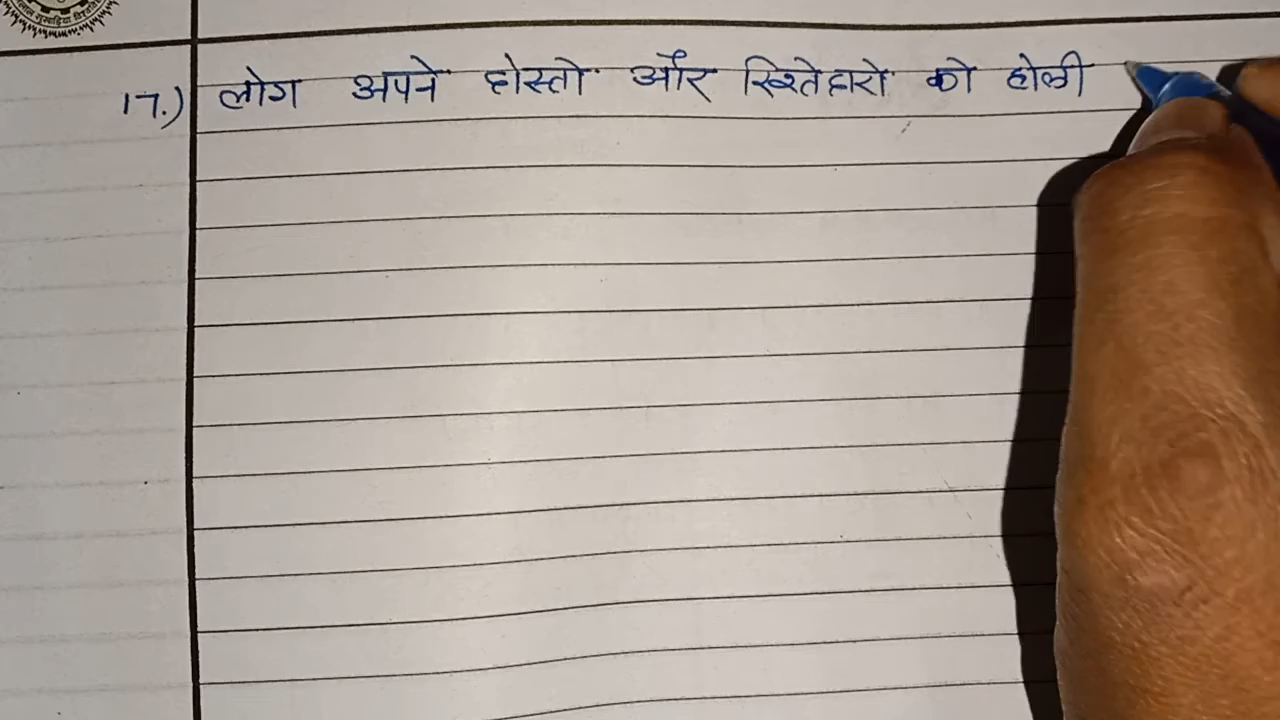 17.) लोग अपने दोस्तो और रिश्तेदारो को होली